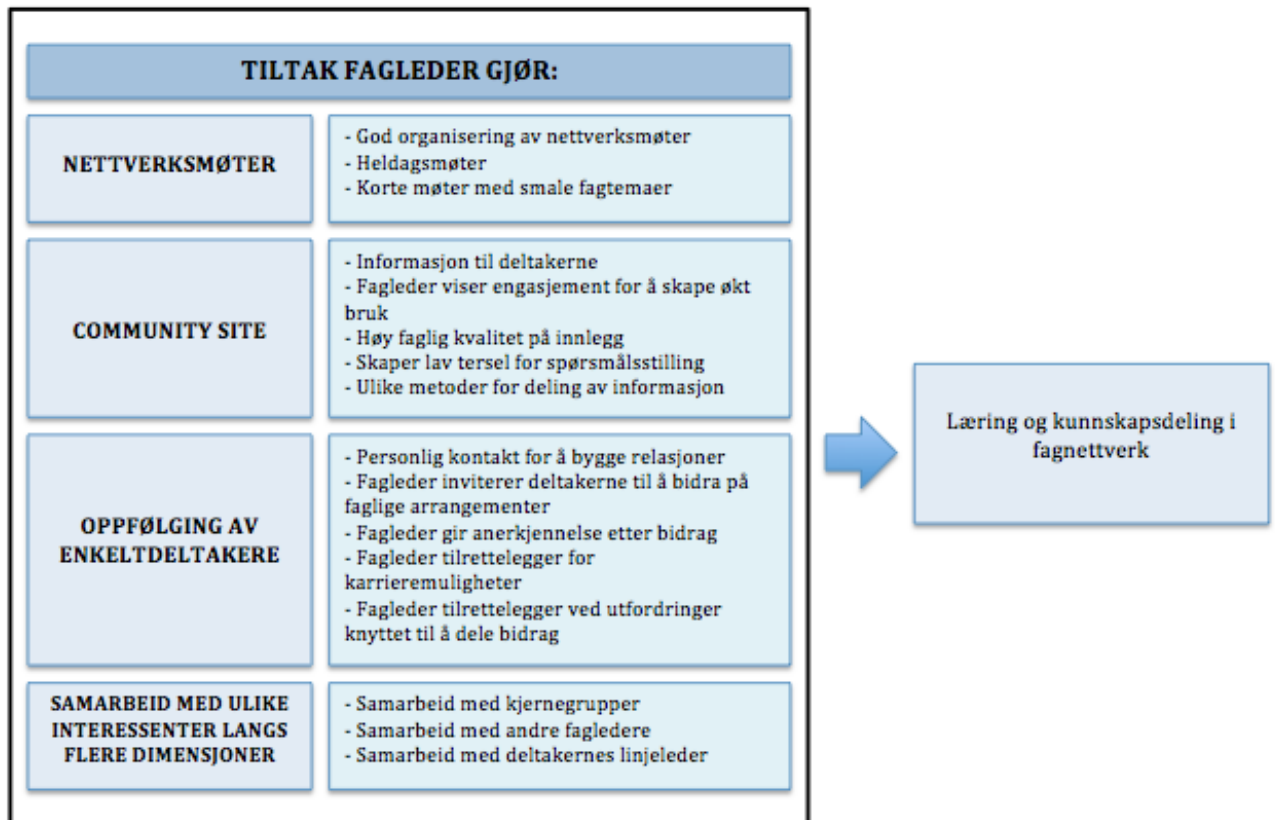 TILTAK FAGLEDER GJØR:
NETTVERKSMØTER
- God organisering av nettverksmøter
- Heldagsmøter
- Korte møter med smale fagtemaer
COMMUNITY SITE
- Informasjon til deltakerne
- Fagleder viser engasjement for å skape økt
bruk
- Høy faglig kvalitet på innlegg
- Skaper lav tersel for spørsmålsstilling
- Ulike metoder for deling av informasjon
OPPFØLGING AV
ENKELTDELTAKERE
- Personlig kontakt for å bygge relasjoner
- Fagleder inviterer deltakerne til å bidra på
faglige arrangementer
- Fagleder gir anerkjennelse etter bidrag
- Fagleder tilrettelegger for
karrieremuligheter
- Fagleder tilrettelegger ved utfordringer
knyttet til å dele bidrag
SAMARBEID MED ULIKE
INTERESSENTER LANGS
FLERE DIMENSJONER
- Samarbeid med kjernegrupper
- Samarbeid med andre fagledere
- Samarbeid med deltakernes linjeleder
Læring og kunnskapsdeling i
fagnettverk